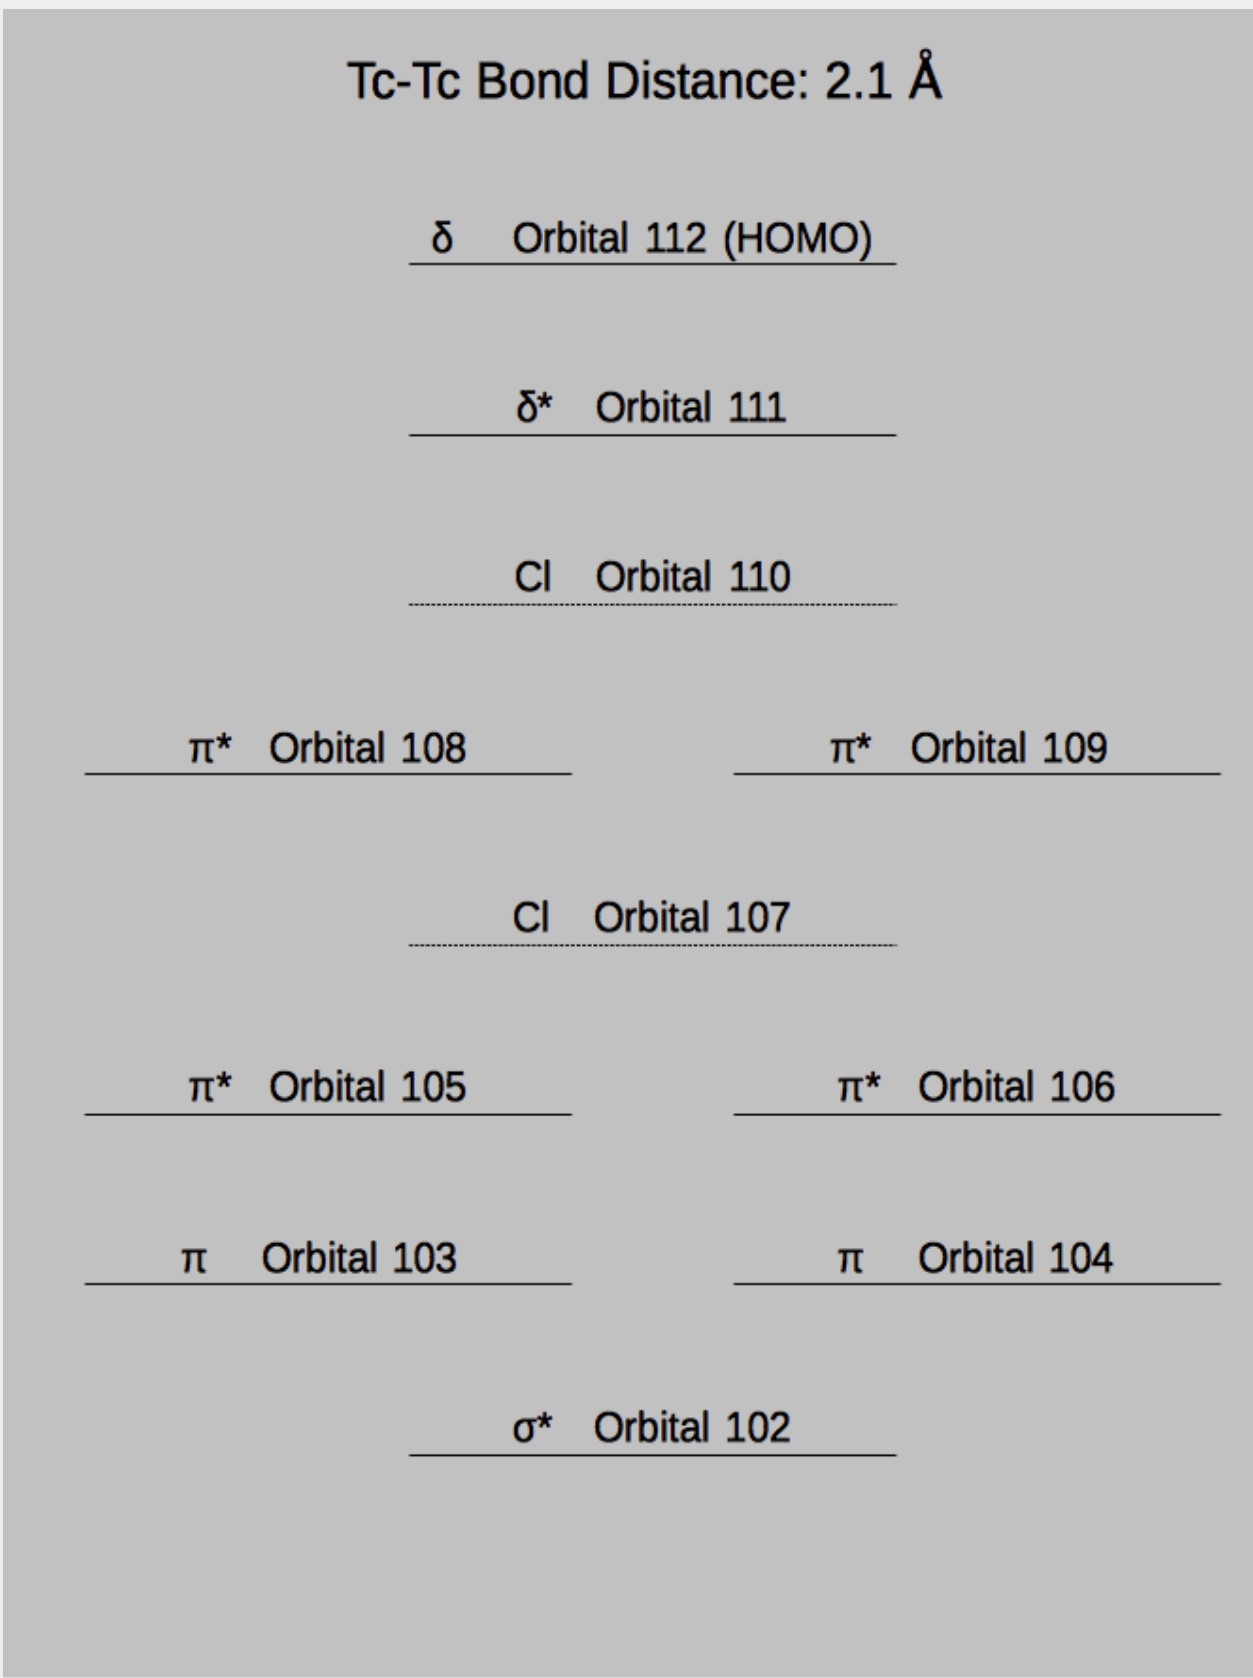 Tc-Tc Bond Distance: 2.1 Å
δ Orbital 112 (HOMO)
δ* Orbital 111
Cl Orbital 110
π* Orbital 108 π* Orbital 109
Cl Orbital 107
π* Orbital 105 π* Orbital 106
π Orbital 103 π Orbital 104
σ* Orbital 102